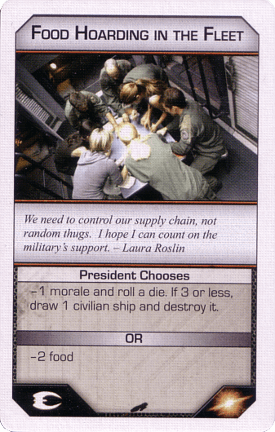 FOOD HOARDING IN THE FLEET
We need to control our supply chain, not
random thugs.  I hope I can count on the
military's support. – Laura Roslin
President Chooses
–1 morale and roll a die. If 3 or less,
draw 1 civilian ship and destroy it.
OR
–2 food